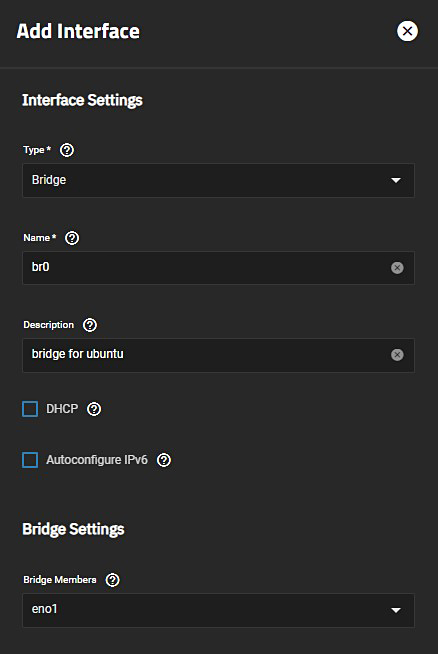 Add Interface
Interface Settings
Type *
Bridge
Name *
br0
Description
bridge for ubuntu
DHCP
Autoconfigure IPv6
Bridge Settings
Bridge Members
eno1